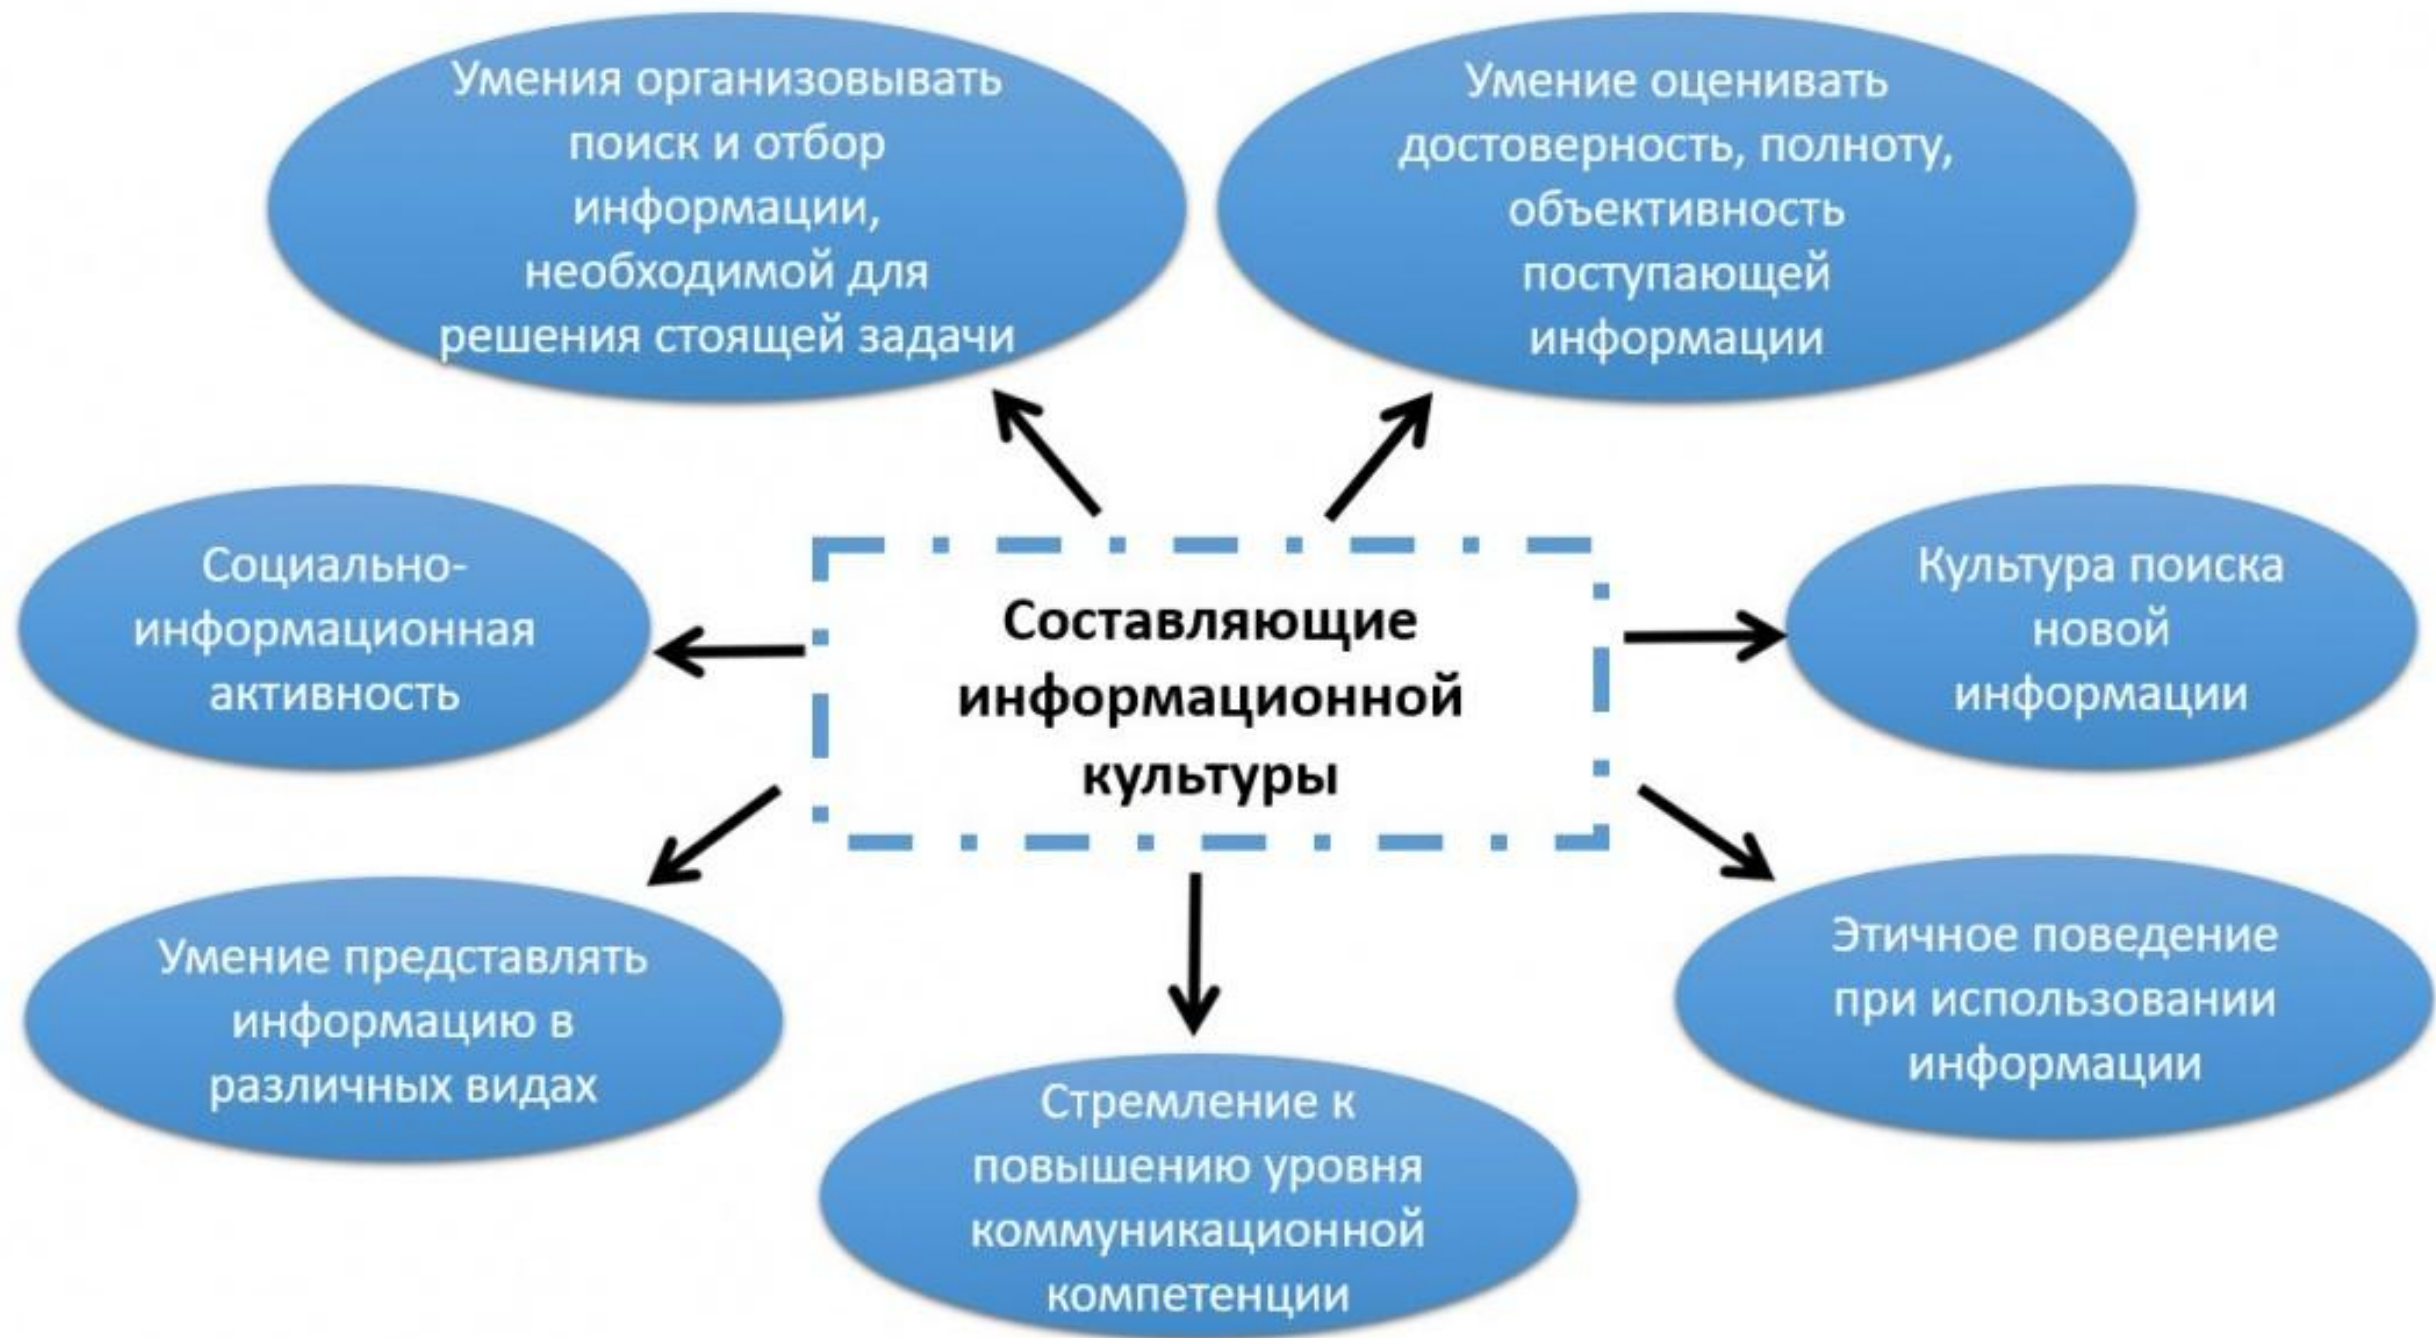 Умения организовывать
поиск и отбор
информации,
необходимой для
решения стоящей задачи
Умение оценивать
достоверность, полноту,
объективность
поступающей
информации
Социально-
информационная
активность
Составляющие
информационной
культуры
Культура поиска
новой
информации
Умение представлять
информацию в
различных видах
Стремление к
повышению уровня
коммуникационной
компетенции
Этичное поведение
при использовании
информации